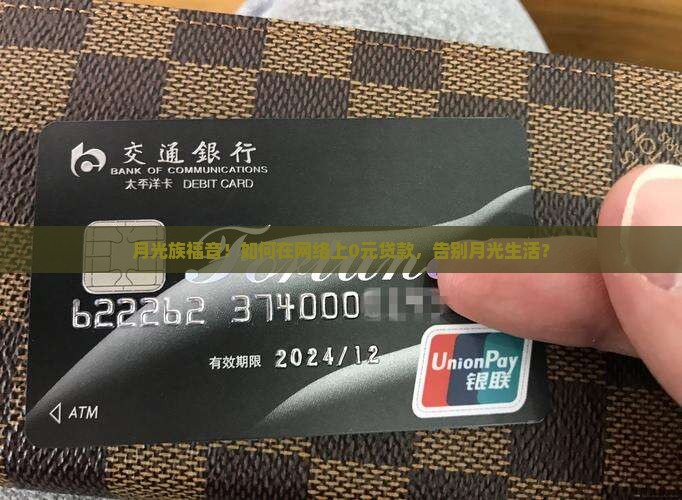 交通銀行
BANK OF COMMUNICATIONS
太平洋卡 DEBIT CARD
月光族福音！如何在网络上0元贷款，告别月光生活？
622262 374000
有效期限 2024/12
UnionPay
银联
ATM